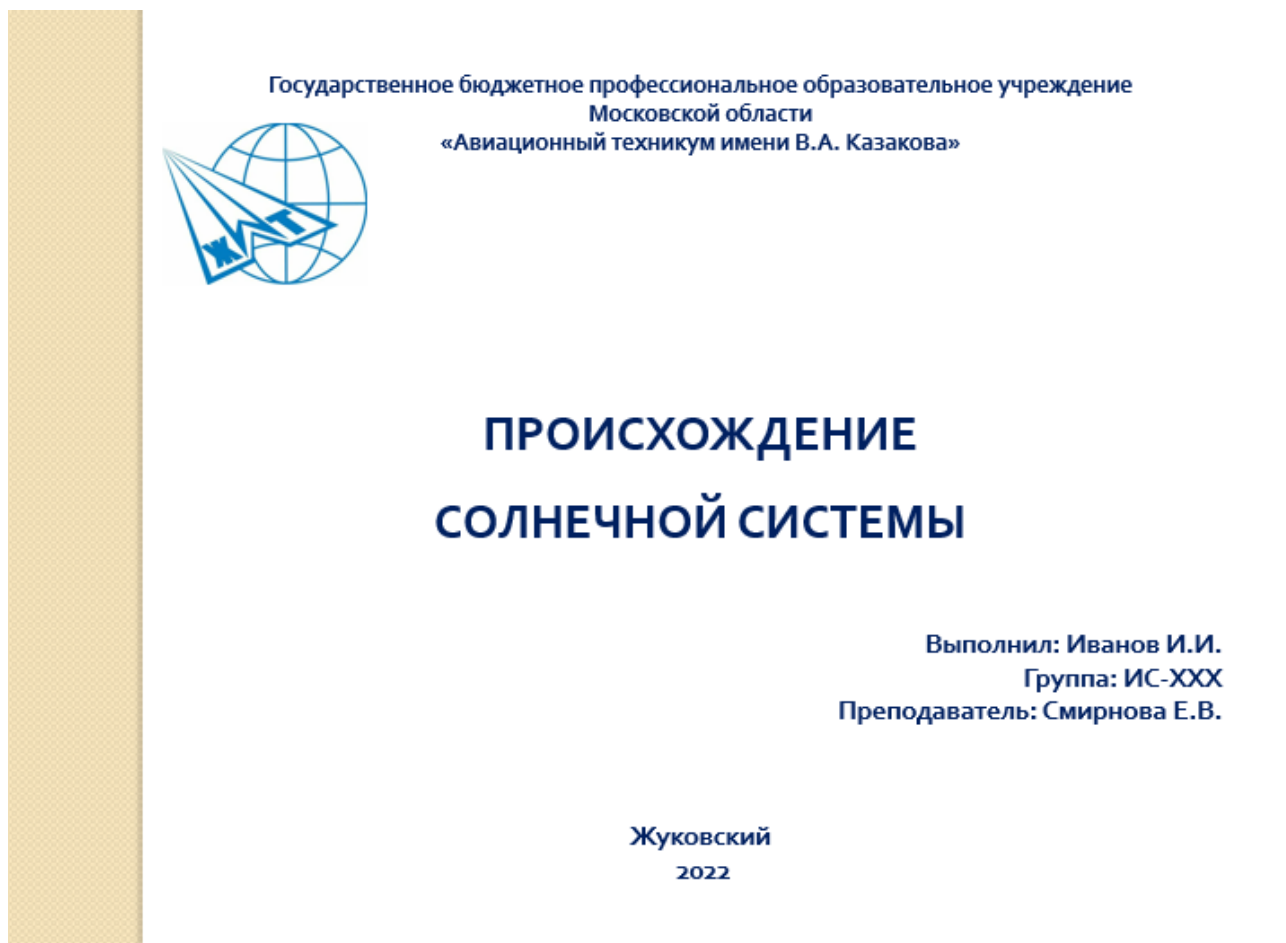 Государственное бюджетное профессиональное образовательное учреждение
Московской области
«Авиационный техникум имени В.А. Казакова»
Ж Т
ПРОИСХОЖДЕНИЕ
СОЛНЕЧНОЙ СИСТЕМЫ
Выполнил: Иванов И.И.
Группа: ИС-ХХХ
Преподаватель: Смирнова Е.В.
Жуковский
2022